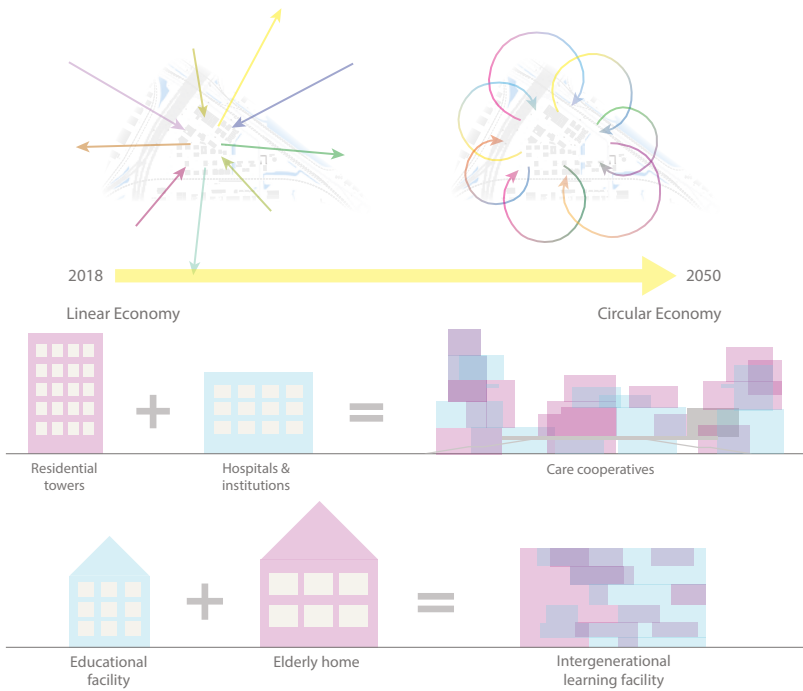 2018
2050
Linear Economy
Circular Economy
+
=
Residential
towers
Hospitals &
institutions
Care cooperatives
+
=
Educational
facility
Elderly home
Intergenerational
learning facility